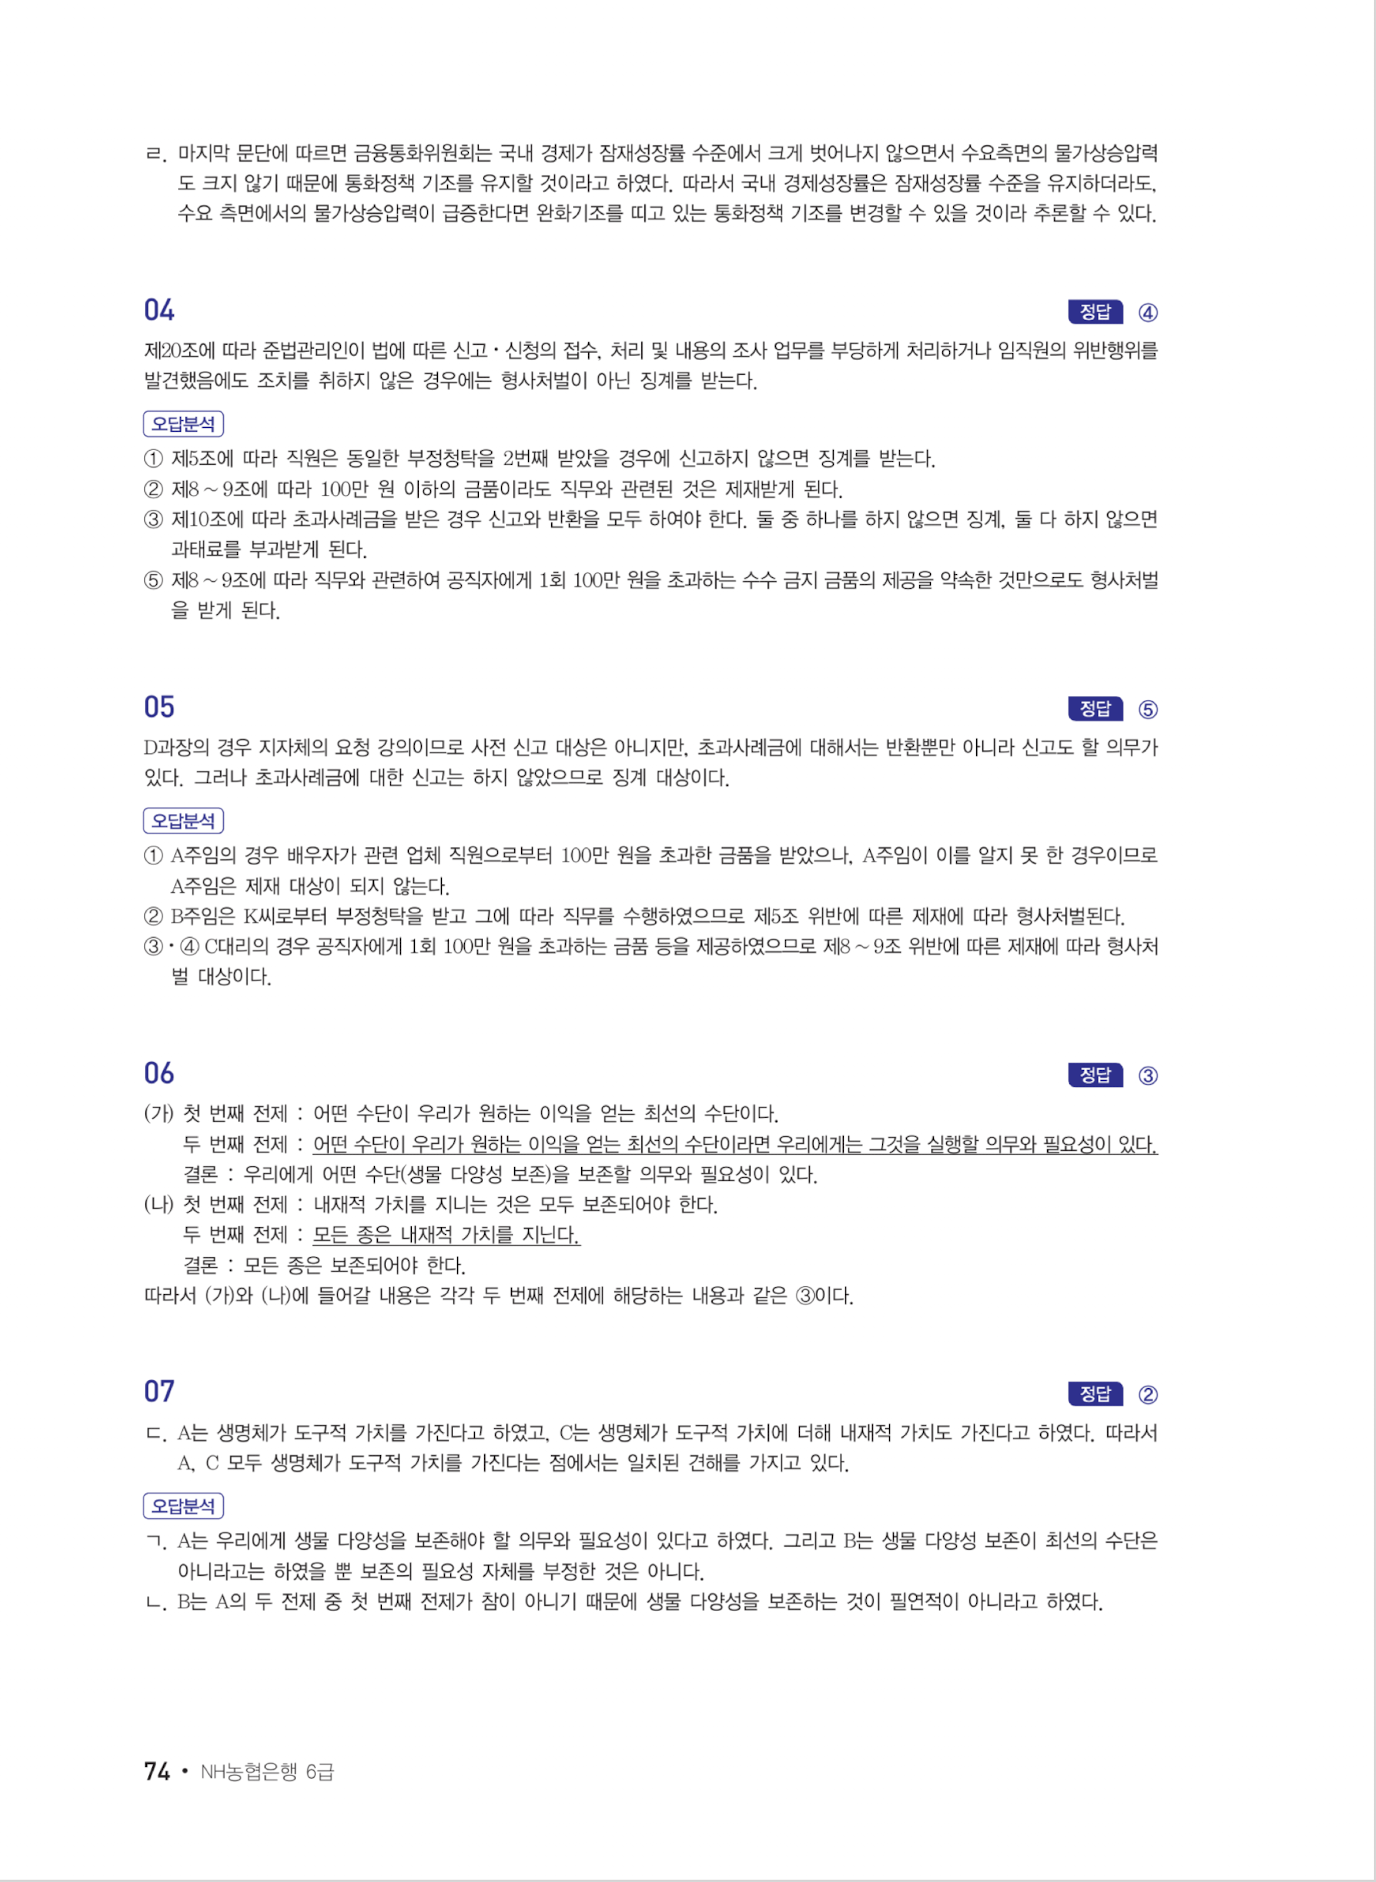 ㄹ. 마지막 문단에 따르면 금융통화위원회는 국내 경제가 잠재성장률 수준에서 크게 벗어나지 않으면서 수요측면의 물가상승압력
도 크지 않기 때문에 통화정책 기조를 유지할 것이라고 하였다. 따라서 국내 경제성장률은 잠재성장률 수준을 유지하더라도,
수요 측면에서의 물가상승압력이 급증한다면 완화기조를 띠고 있는 통화정책 기조를 변경할 수 있을 것이라 추론할 수 있다.
04 정답 ④
제20조에 따라 준법관리인이 법에 따른 신고·신청의 접수, 처리 및 내용의 조사 업무를 부당하게 처리하거나 임직원의 위반행위를
발견했음에도 조치를 취하지 않은 경우에는 형사처벌이 아닌 징계를 받는다.
오답분석
① 제5조에 따라 직원은 동일한 부정청탁을 2번째 받았을 경우에 신고하지 않으면 징계를 받는다.
② 제8~9조에 따라 100만 원 이하의 금품이라도 직무와 관련된 것은 제재받게 된다.
③ 제10조에 따라 초과사례금을 받은 경우 신고와 반환을 모두 하여야 한다. 둘 중 하나를 하지 않으면 징계, 둘 다 하지 않으면
과태료를 부과받게 된다.
⑤ 제8~9조에 따라 직무와 관련하여 공직자에게 1회 100만 원을 초과하는 수수 금지 금품의 제공을 약속한 것만으로도 형사처벌
을 받게 된다.
05 정답 ⑤
D과장의 경우 지자체의 요청 강의이므로 사전 신고 대상은 아니지만, 초과사례금에 대해서는 반환뿐만 아니라 신고도 할 의무가
있다. 그러나 초과사례금에 대한 신고는 하지 않았으므로 징계 대상이다.
오답분석
① A주임의 경우 배우자가 관련 업체 직원으로부터 100만 원을 초과한 금품을 받았으나, A주임이 이를 알지 못 한 경우이므로
A주임은 제재 대상이 되지 않는다.
② B주임은 K씨로부터 부정청탁을 받고 그에 따라 직무를 수행하였으므로 제5조 위반에 따른 제재에 따라 형사처벌된다.
③·④ C대리의 경우 공직자에게 1회 100만 원을 초과하는 금품 등을 제공하였으므로 제8~9조 위반에 따른 제재에 따라 형사처
벌 대상이다.
06 정답 ③
(가) 첫 번째 전제 : 어떤 수단이 우리가 원하는 이익을 얻는 최선의 수단이다.
두 번째 전제 : 어떤 수단이 우리가 원하는 이익을 얻는 최선의 수단이라면 우리에게는 그것을 실행할 의무와 필요성이 있다.
결론 : 우리에게 어떤 수단(생물 다양성 보존)을 보존할 의무와 필요성이 있다.
(나) 첫 번째 전제 : 내재적 가치를 지니는 것은 모두 보존되어야 한다.
두 번째 전제 : 모든 종은 내재적 가치를 지닌다.
결론 : 모든 종은 보존되어야 한다.
따라서 (가)와 (나)에 들어갈 내용은 각각 두 번째 전제에 해당하는 내용과 같은 ③이다.
07 정답 ②
ㄷ. A는 생명체가 도구적 가치를 가진다고 하였고, C는 생명체가 도구적 가치에 더해 내재적 가치도 가진다고 하였다. 따라서
A, C 모두 생명체가 도구적 가치를 가진다는 점에서는 일치된 견해를 가지고 있다.
오답분석
ㄱ. A는 우리에게 생물 다양성을 보존해야 할 의무와 필요성이 있다고 하였다. 그리고 B는 생물 다양성 보존이 최선의 수단은
아니라고는 하였을 뿐 보존의 필요성 자체를 부정한 것은 아니다.
ㄴ. B는 A의 두 전제 중 첫 번째 전제가 참이 아니기 때문에 생물 다양성을 보존하는 것이 필연적이 아니라고 하였다.
74 • NH농협은행 6급